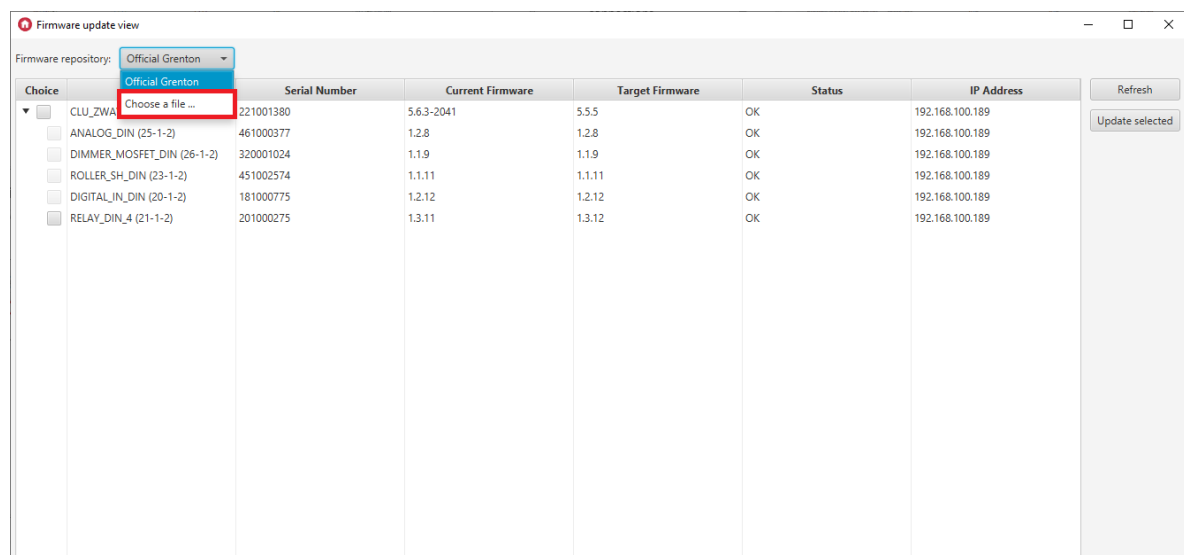 Firmware update view
Firmware repository: Official Grenton
Official Grenton
Choose a file ...
Choice Serial Number Current Firmware Target Firmware Status IP Address
CLU_ZWA 221001380 5.6.3-2041 5.5.5 OK 192.168.100.189
ANALOG_DIN (25-1-2) 461000377 1.2.8 1.2.8 OK 192.168.100.189
DIMMER_MOSFET_DIN (26-1-2) 320001024 1.1.9 1.1.9 OK 192.168.100.189
ROLLER_SH_DIN (23-1-2) 451002574 1.1.11 1.1.11 OK 192.168.100.189
DIGITAL_IN_DIN (20-1-2) 181000775 1.2.12 1.2.12 OK 192.168.100.189
RELAY_DIN_4 (21-1-2) 201000275 1.3.11 1.3.12 OK 192.168.100.189
Refresh
Update selected